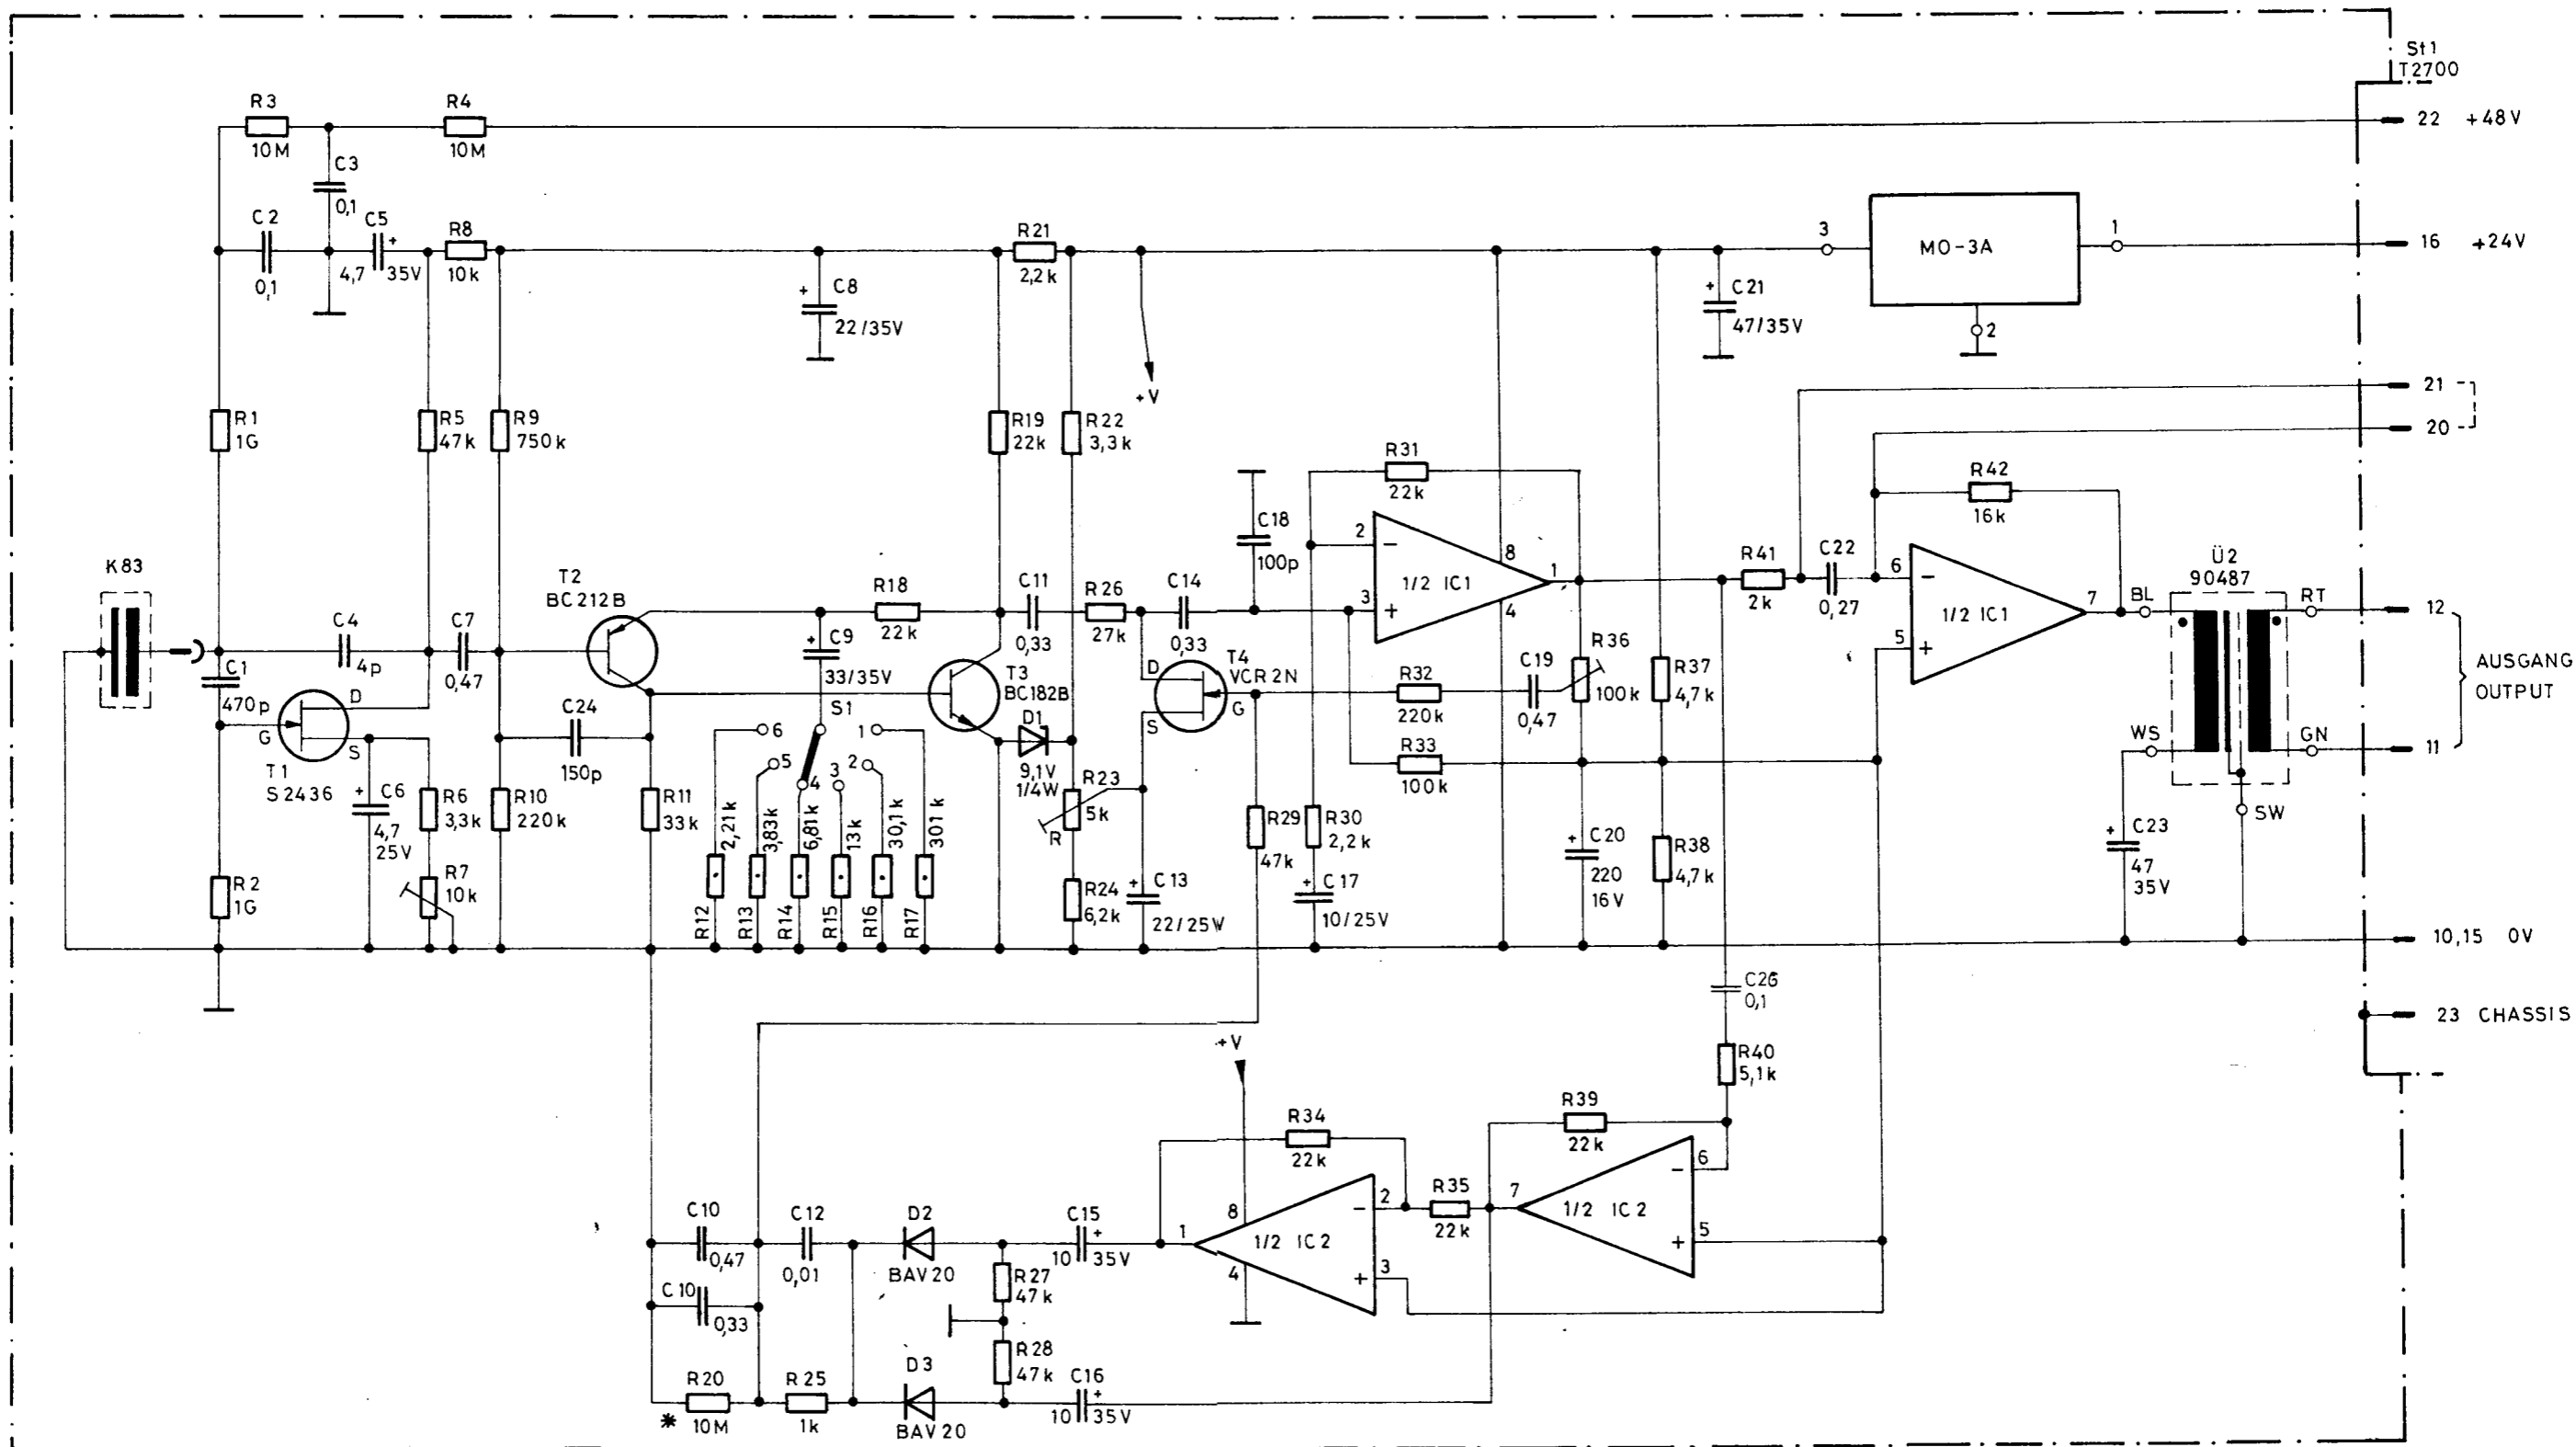 St1
T2700
R3
10M
R4
10M
22 +48V
C3
0,1
C2
0,1
C5
+
4,7
35V
R8
10k
R21
2,2k
3
MO-3A
1
2
16 +24V
+
C8
22/35V
+
C21
47/35V
+V
21
20
R1
1G
R5
47k
R9
750k
R19
22k
R22
3,3k
R31
22k
R42
16k
C18
100p
K83
T2
BC212B
R18
22k
C11
0,33
R26
27k
C14
0,33
2
−
3
+
1/2 IC1
8
4
1
R41
2k
C22
0,27
6
−
5
+
1/2 IC1
7
Ü2
90487
BL
RT
12
WS
GN
11
SW
AUSGANG
OUTPUT
C1
470p
C4
4p
C7
0,47
D
G
S
T1
S2436
C24
150p
+
C9
33/35V
S1
6
5
4
3
2
1
T3
BC182B
D1
9,1V
1/4W
D
S
G
T4
VCR2N
R32
220k
C19
0,47
R36
100k
R33
100k
R37
4,7k
+
C6
4,7
25V
R6
3,3k
R7
10k
R10
220k
R2
1G
R11
33k
R12
2,21k
R13
3,83k
R14
6,81k
R15
13k
R16
30,1k
R17
301k
R23
5k
R
R24
6,2k
+
C13
22/25V
R29
47k
R30
2,2k
+
C17
10/25V
+
C20
220
16V
R38
4,7k
+
C23
47
35V
10,15 0V
C26
0,1
23 CHASSIS
R40
5,1k
+V
R34
22k
R39
22k
6
−
5
+
1/2 IC2
7
R35
22k
2
−
3
+
1/2 IC2
8
4
1
C10
0,47
C12
0,01
D2
BAV20
C15
+
10
35V
C10
0,33
R27
47k
R28
47k
R20
*
10M
R25
1k
D3
BAV20
C16
+
10
35V